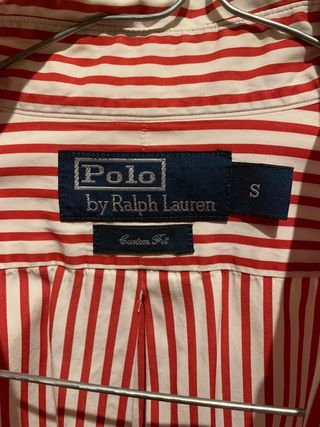 Polo
by Ralph Lauren
S
Custom Fit